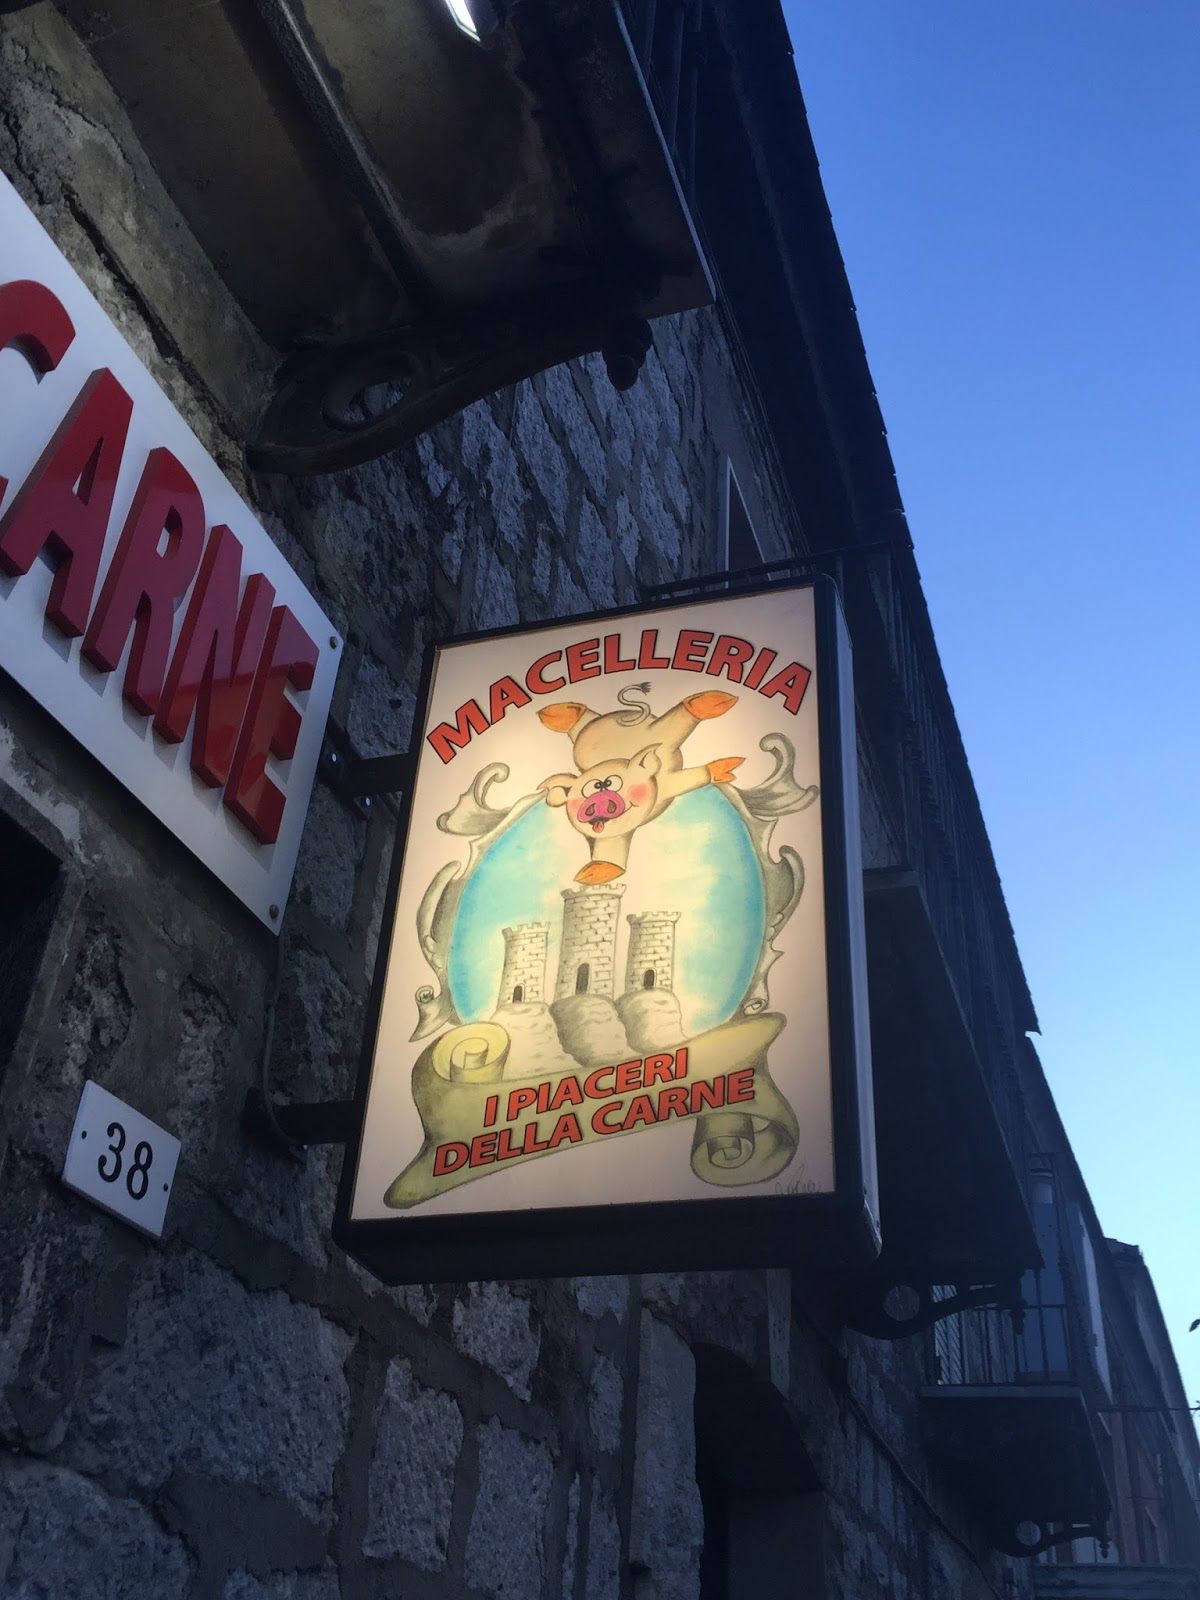 CARNE
MACELLERIA
I PIACERI
DELLA CARNE
38